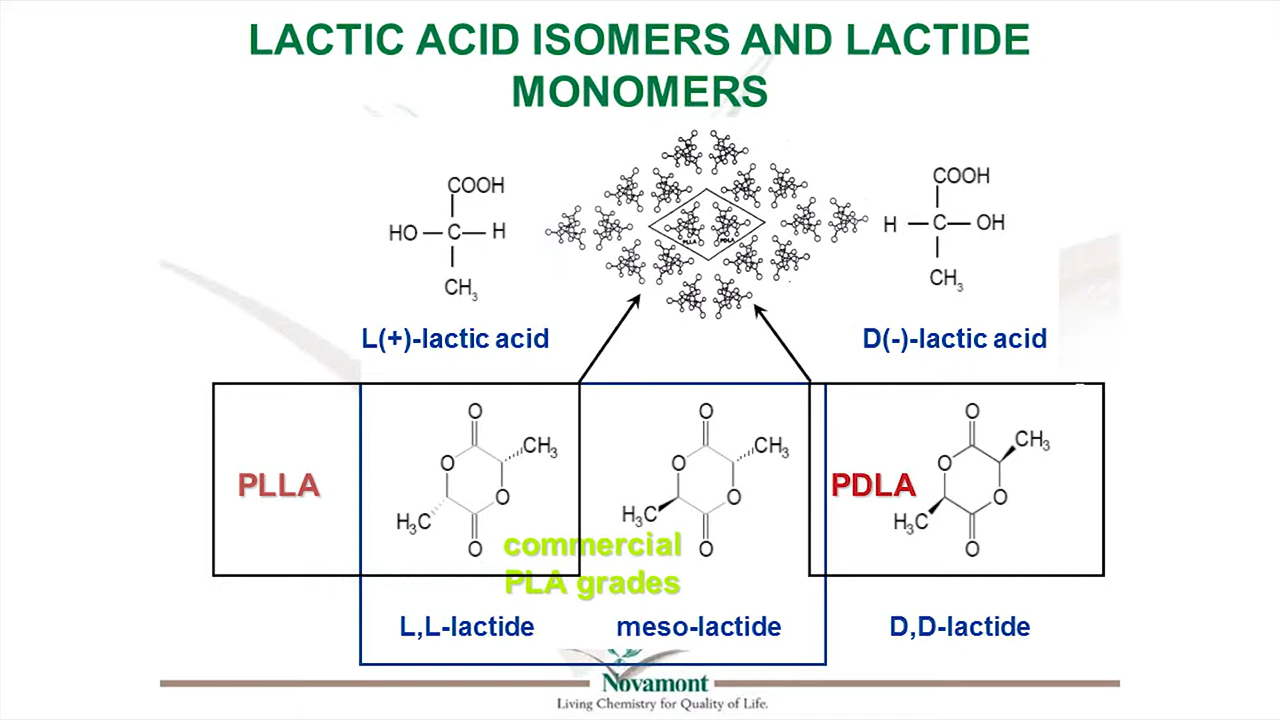 LACTIC ACID ISOMERS AND LACTIDE
MONOMERS
COOH
HO C H
CH3
L(+)-lactic acid
PLLA PDLA
COOH
H C OH
CH3
D(-)-lactic acid
PLLA
O
CH3
O
O
H3C
O
L,L-lactide
commercial
PLA grades
O
CH3
O
O
H3C
O
meso-lactide
PDLA
O
CH3
O
O
H3C
O
D,D-lactide
Novamont
Living Chemistry for Quality of Life.